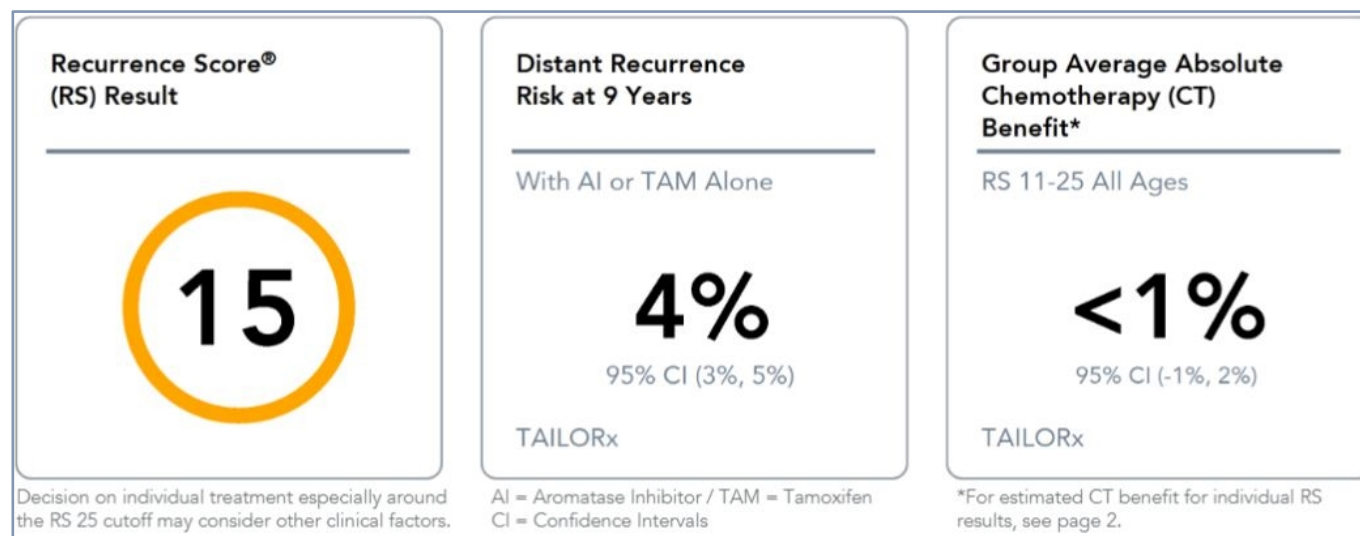 Recurrence Score®
(RS) Result
15
Decision on individual treatment especially around
the RS 25 cutoff may consider other clinical factors.
Distant Recurrence
Risk at 9 Years
With AI or TAM Alone
4%
95% CI (3%, 5%)
TAILORx
AI = Aromatase Inhibitor / TAM = Tamoxifen
CI = Confidence Intervals
Group Average Absolute
Chemotherapy (CT)
Benefit*
RS 11-25 All Ages
<1%
95% CI (-1%, 2%)
TAILORx
*For estimated CT benefit for individual RS
results, see page 2.